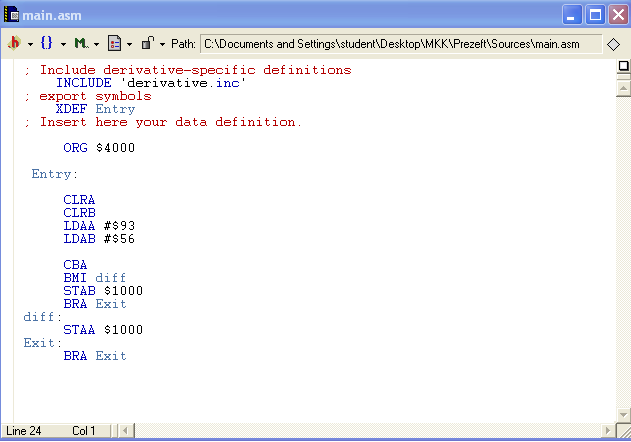 main.asm
h {} M. Path: C:\Documents and Settings\student\Desktop\MKK\Prezeft\Sources\main.asm
; Include derivative-specific definitions
INCLUDE 'derivative.inc'
; export symbols
XDEF Entry
; Insert here your data definition.
ORG $4000
Entry:
CLRA
CLRB
LDAA #$93
LDAB #$56
CBA
BMI diff
STAB $1000
BRA Exit
diff:
STAA $1000
Exit:
BRA Exit
Line 24 Col 1